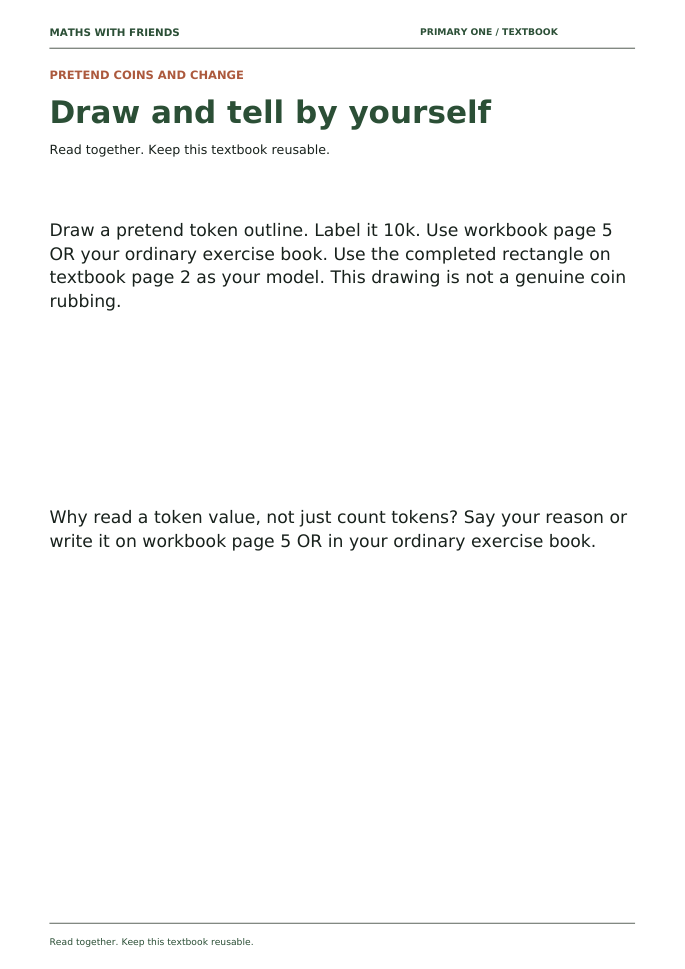 MATHS WITH FRIENDS
PRIMARY ONE / TEXTBOOK
PRETEND COINS AND CHANGE
Draw and tell by yourself
Read together. Keep this textbook reusable.
Draw a pretend token outline. Label it 10k. Use workbook page 5
OR your ordinary exercise book. Use the completed rectangle on
textbook page 2 as your model. This drawing is not a genuine coin
rubbing.
Why read a token value, not just count tokens? Say your reason or
write it on workbook page 5 OR in your ordinary exercise book.
Read together. Keep this textbook reusable.